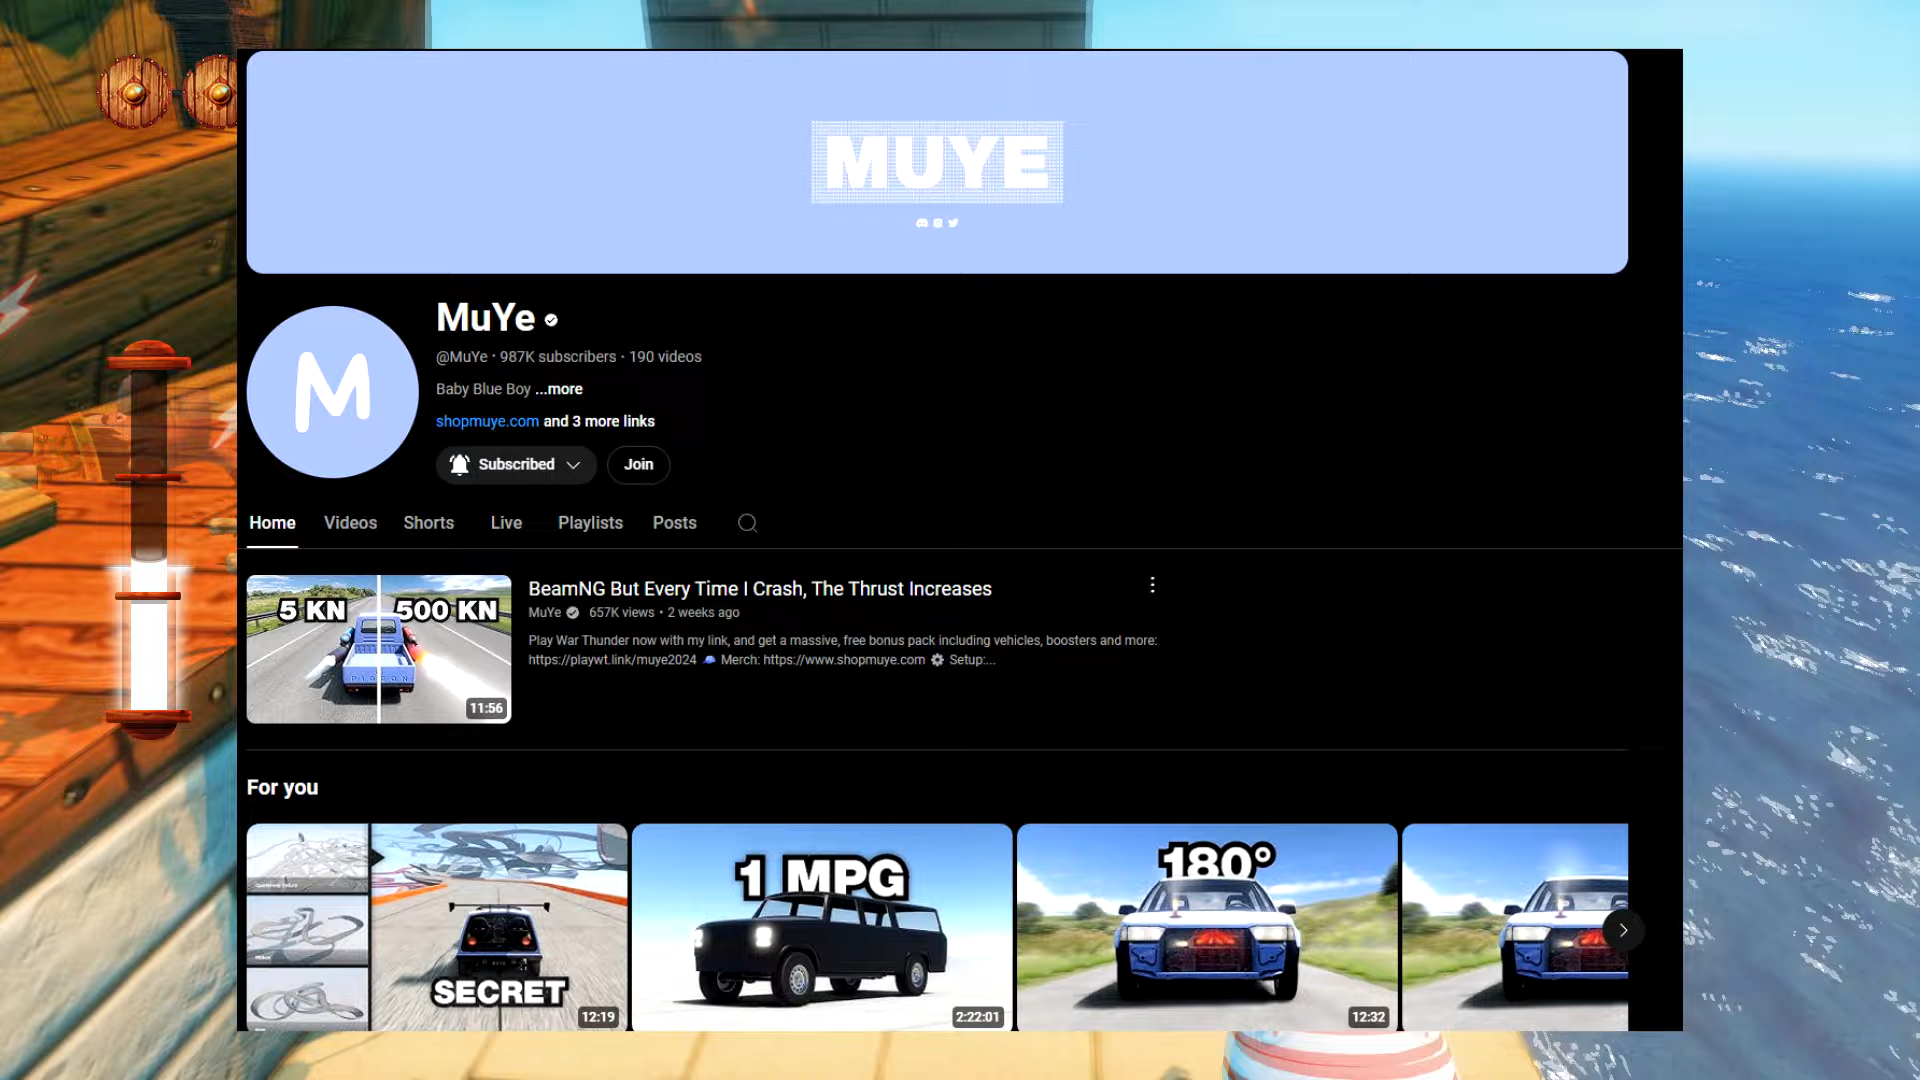 MUYE
MuYe
@MuYe • 987K subscribers • 190 videos
Baby Blue Boy ...more
shopmuye.com and 3 more links
Subscribed
Join
Home Videos Shorts Live Playlists Posts
5 KN 500 KN
11:56
BeamNG But Every Time I Crash, The Thrust Increases
MuYe 657K views • 2 weeks ago
Play War Thunder now with my link, and get a massive, free bonus pack including vehicles, boosters and more:
https://playwt.link/muye2024 🧢 Merch: https://www.shopmuye.com ⚙️ Setup:...
For you
SECRET
12:19
1 MPG
2:22:01
180°
12:32